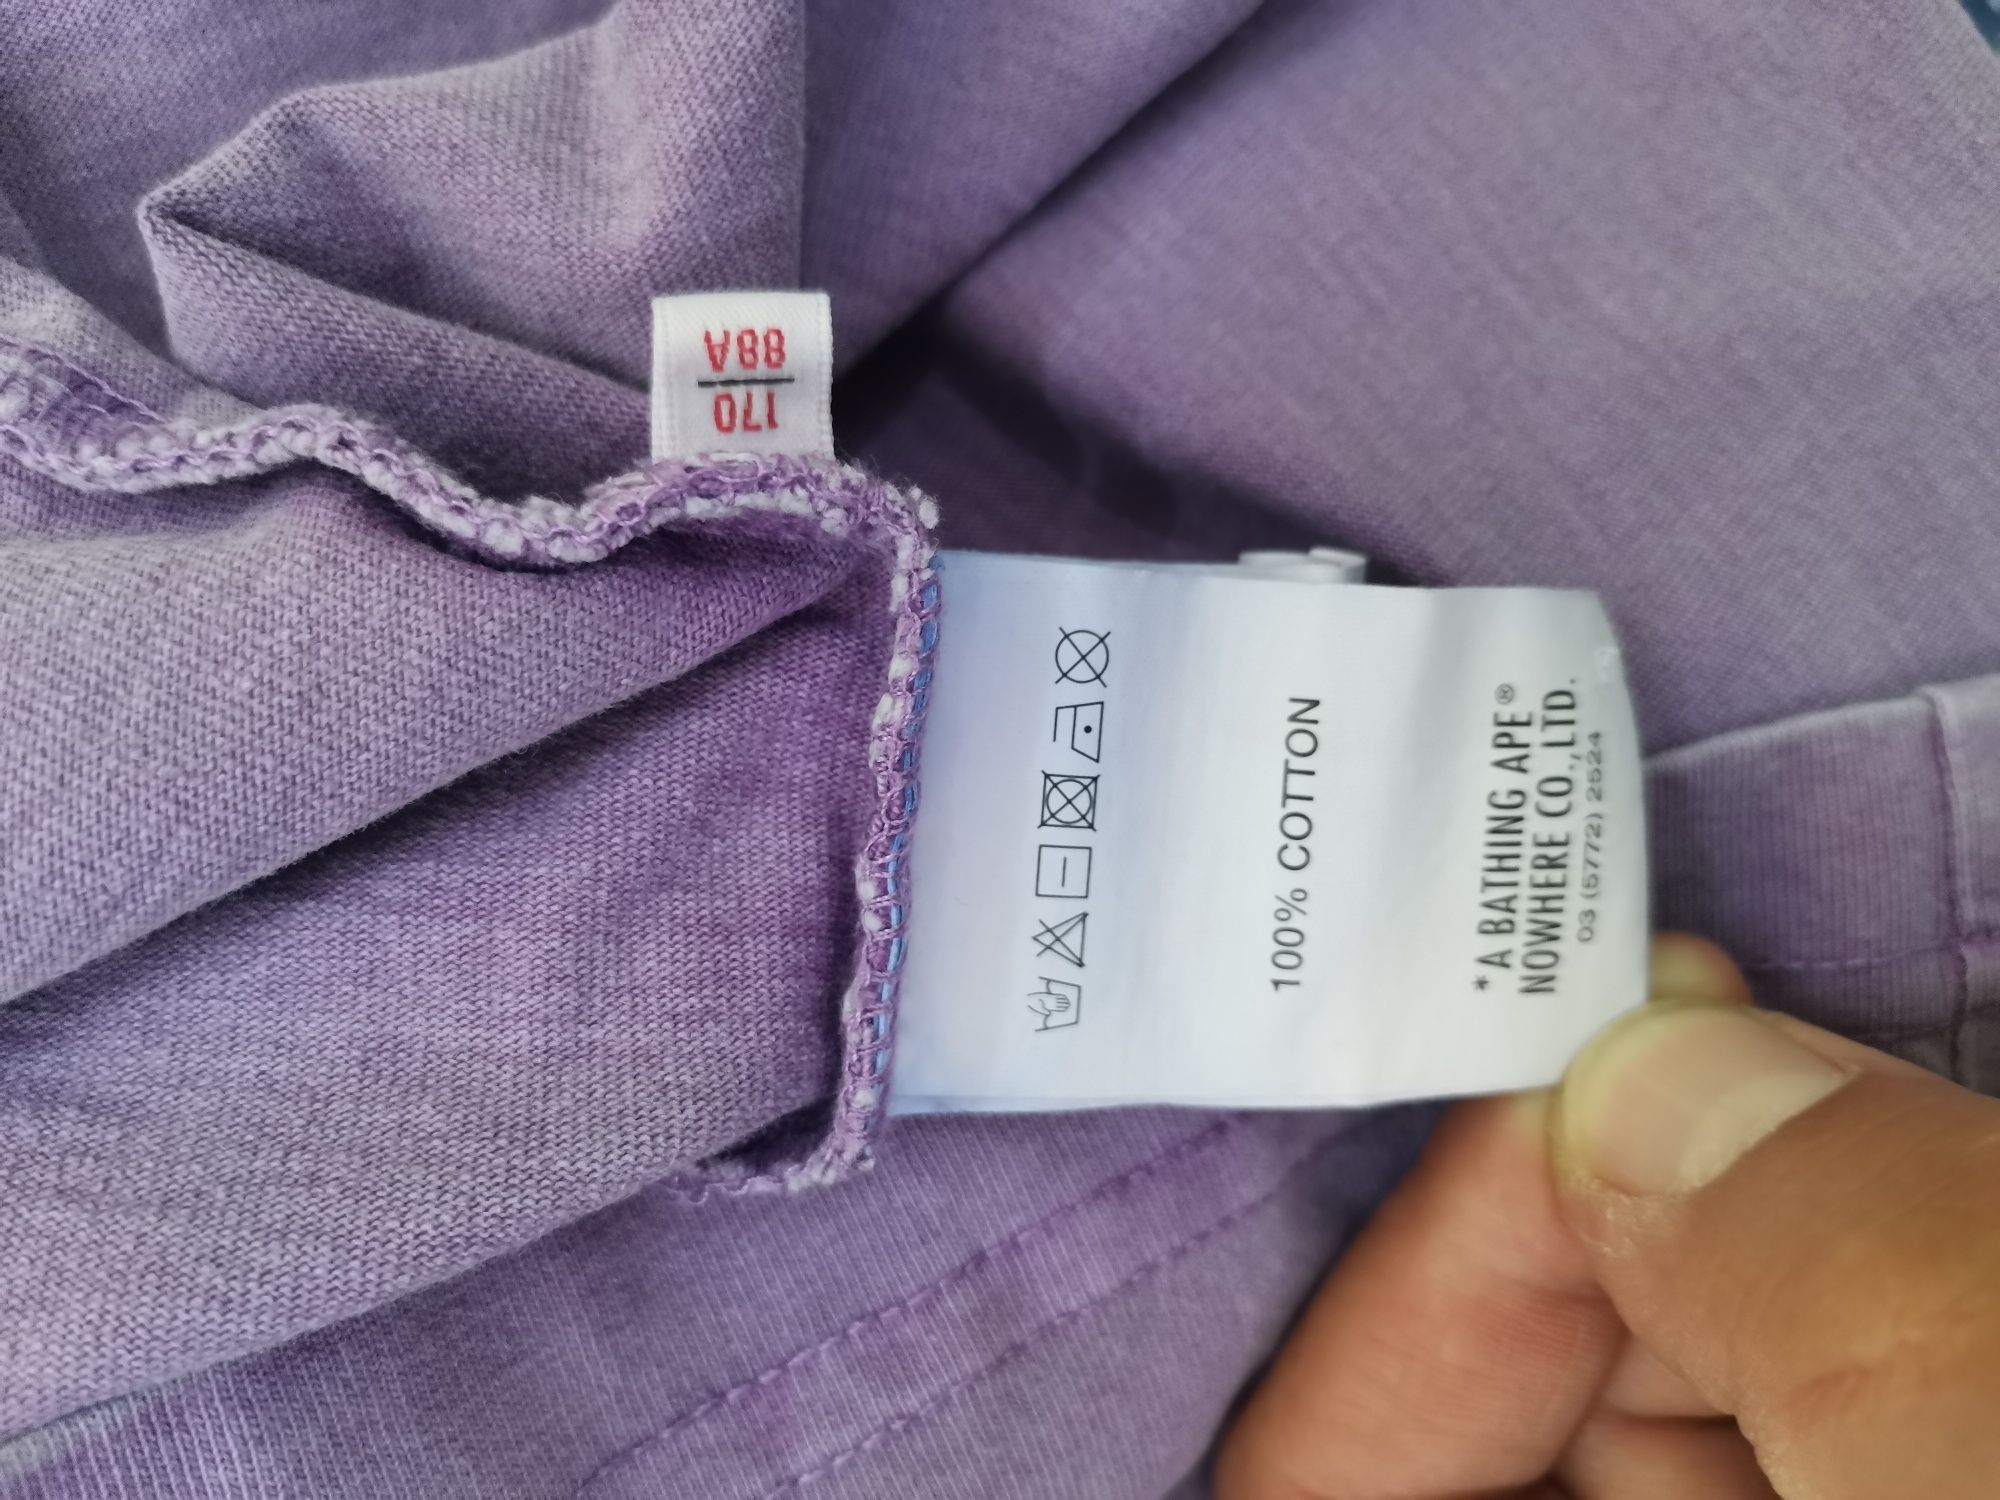 170
88A
100% COTTON
*A BATHING APE®
NOWHERE CO.,LTD.
03 (5772) 2524